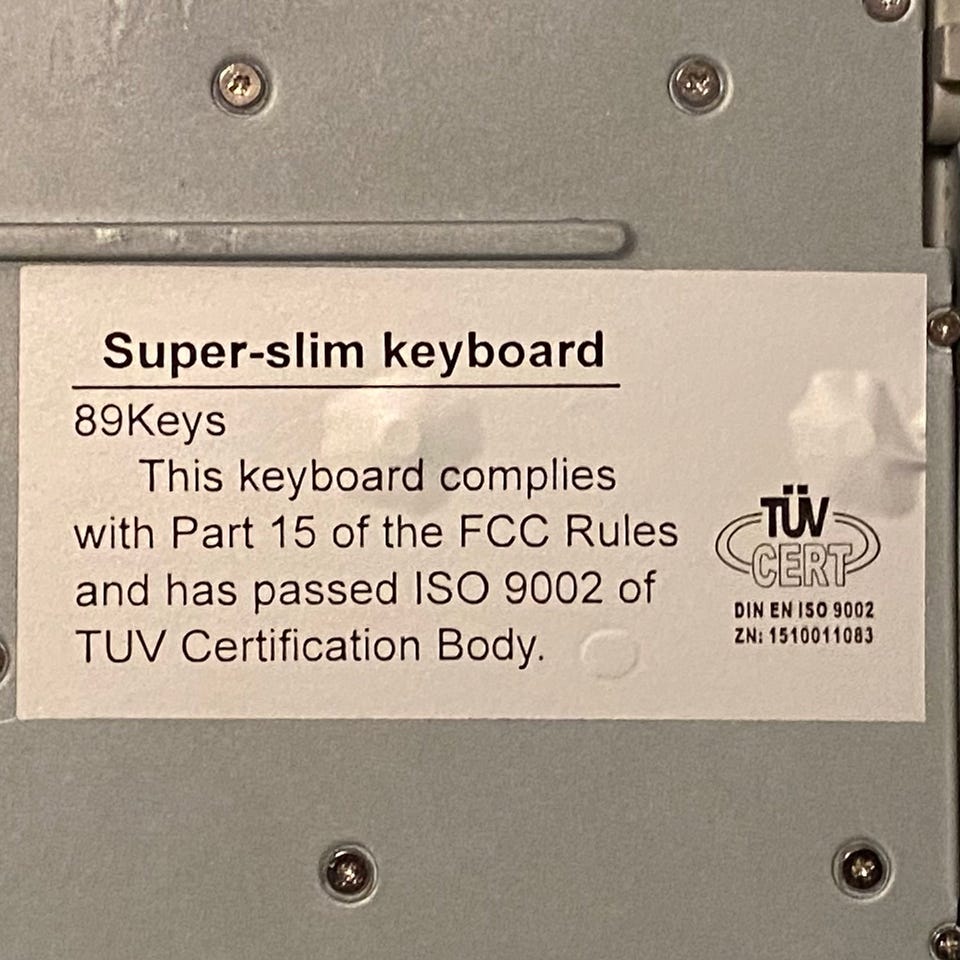 Super-slim keyboard
89Keys
This keyboard complies
with Part 15 of the FCC Rules
and has passed ISO 9002 of
TUV Certification Body.
TÜV
CERT
DIN EN ISO 9002
ZN: 1510011083